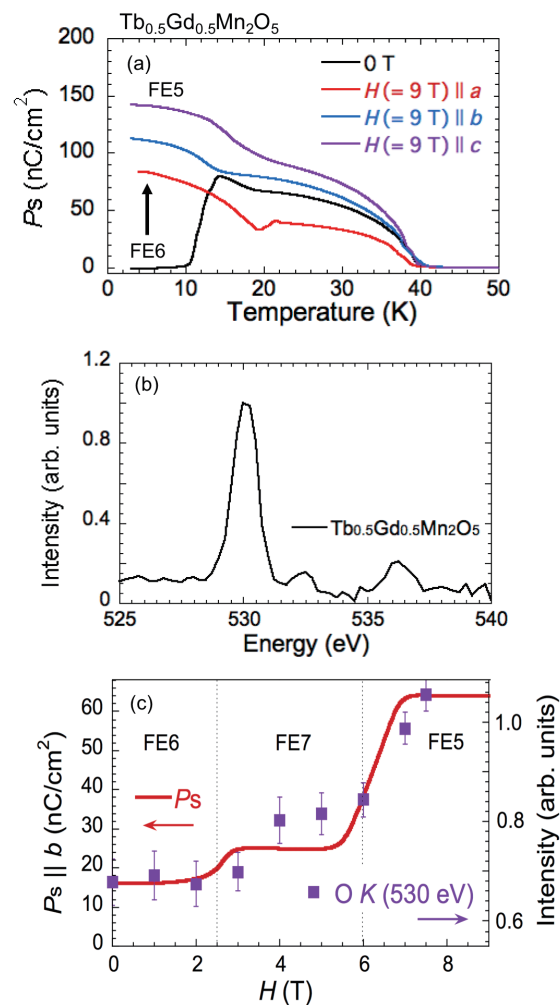 Tb0.5Gd0.5Mn2O5
200
150
100
50
0
Ps (nC/cm²)
(a)
FE5
0 T
H (= 9 T) || a
H (= 9 T) || b
H (= 9 T) || c
FE6
0 10 20 30 40 50
Temperature (K)
1.2
0.8
0.4
0
Intensity (arb. units)
(b)
Tb0.5Gd0.5Mn2O5
525 530 535 540
Energy (eV)
60
50
40
30
20
10
0
Ps || b (nC/cm²)
(c)
FE6 FE7 FE5
Ps
O K (530 eV)
1.0
0.8
0.6
Intensity (arb. units)
0 2 4 6 8
H (T)